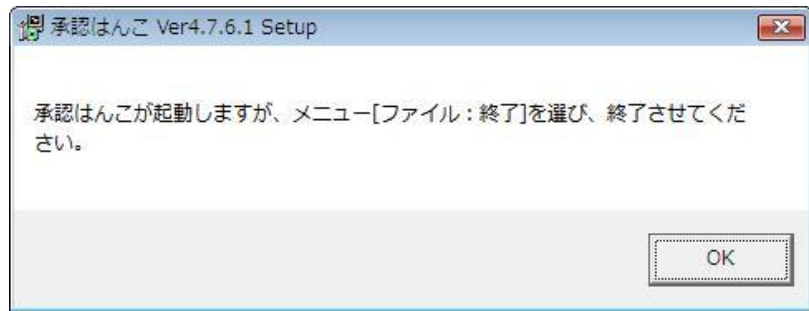 承認はんこ Ver4.7.6.1 Setup
承認はんこが起動しますが、メニュー[ファイル：終了]を選び、終了させてくだ
さい。
OK